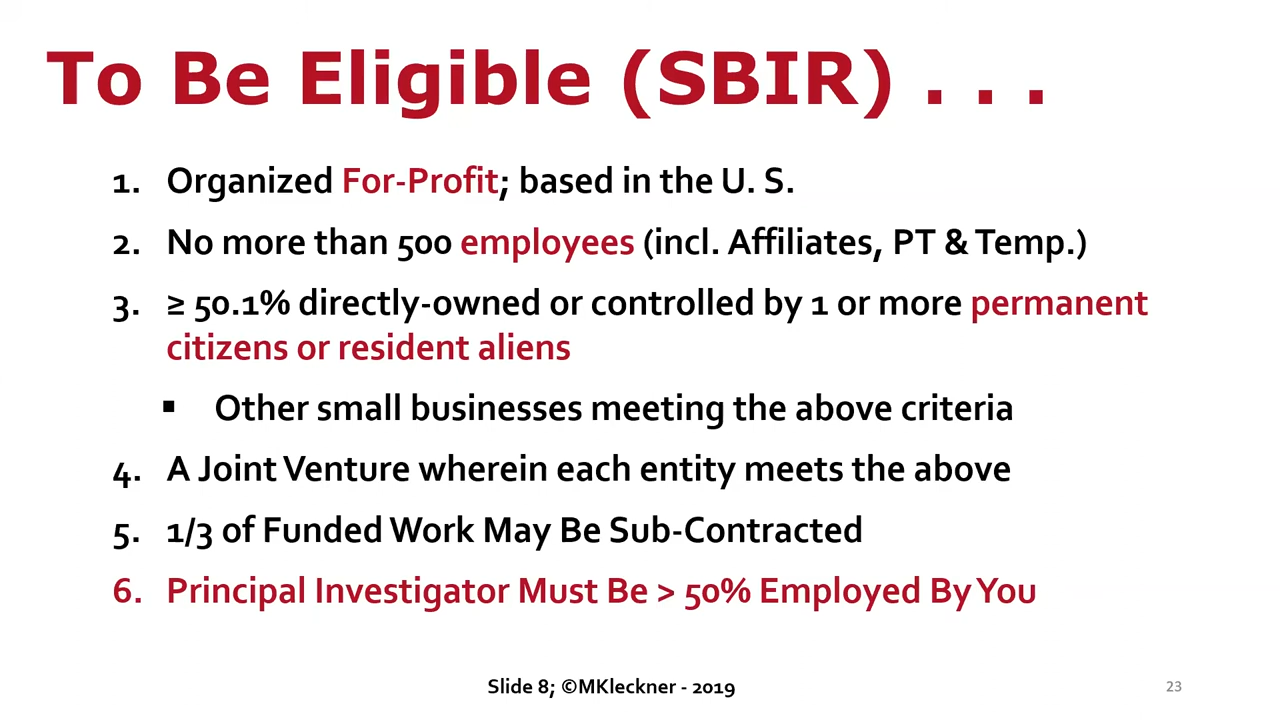 To Be Eligible (SBIR) . . .
1. Organized For-Profit; based in the U. S.
2. No more than 500 employees (incl. Affiliates, PT & Temp.)
3. ≥ 50.1% directly-owned or controlled by 1 or more permanent
citizens or resident aliens
▪ Other small businesses meeting the above criteria
4. A Joint Venture wherein each entity meets the above
5. 1/3 of Funded Work May Be Sub-Contracted
6. Principal Investigator Must Be > 50% Employed By You
Slide 8; ©MKleckner - 2019
23